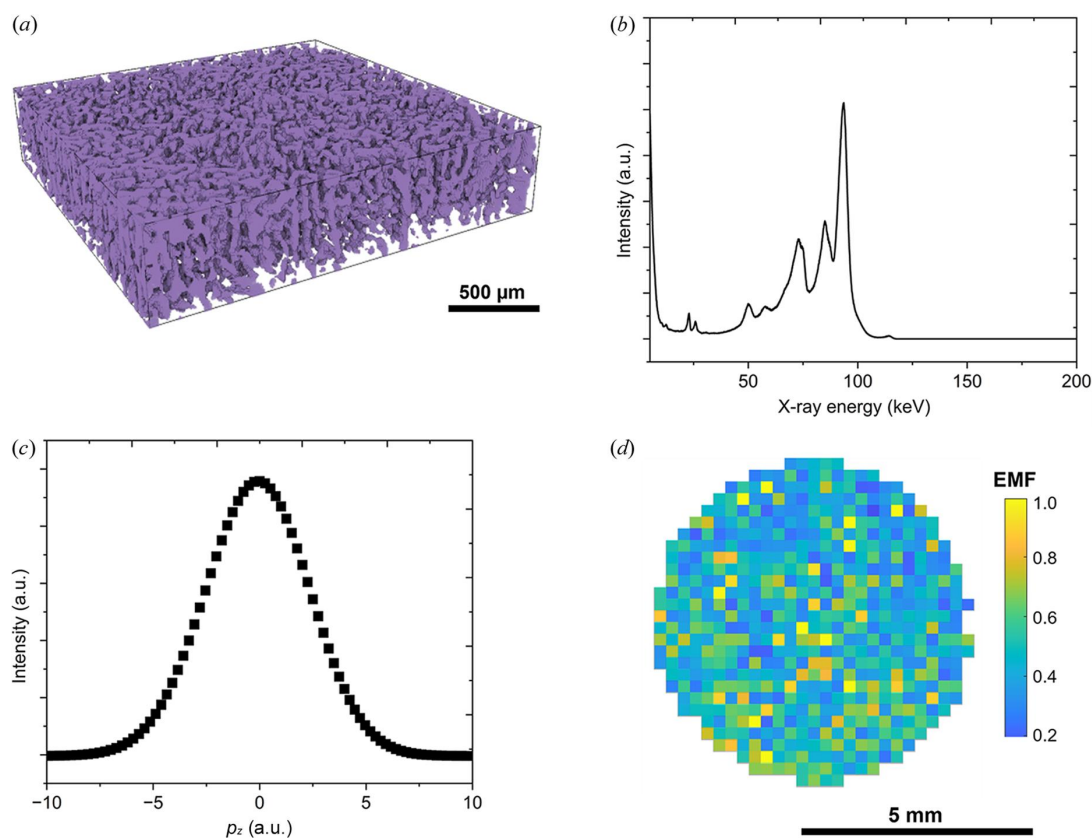 (a)
500 µm
(b)
Intensity (a.u.)
50 100 150 200
X-ray energy (keV)
(c)
Intensity (a.u.)
−10 −5 0 5 10
pz (a.u.)
(d)
EMF
1.0
0.8
0.6
0.4
0.2
5 mm